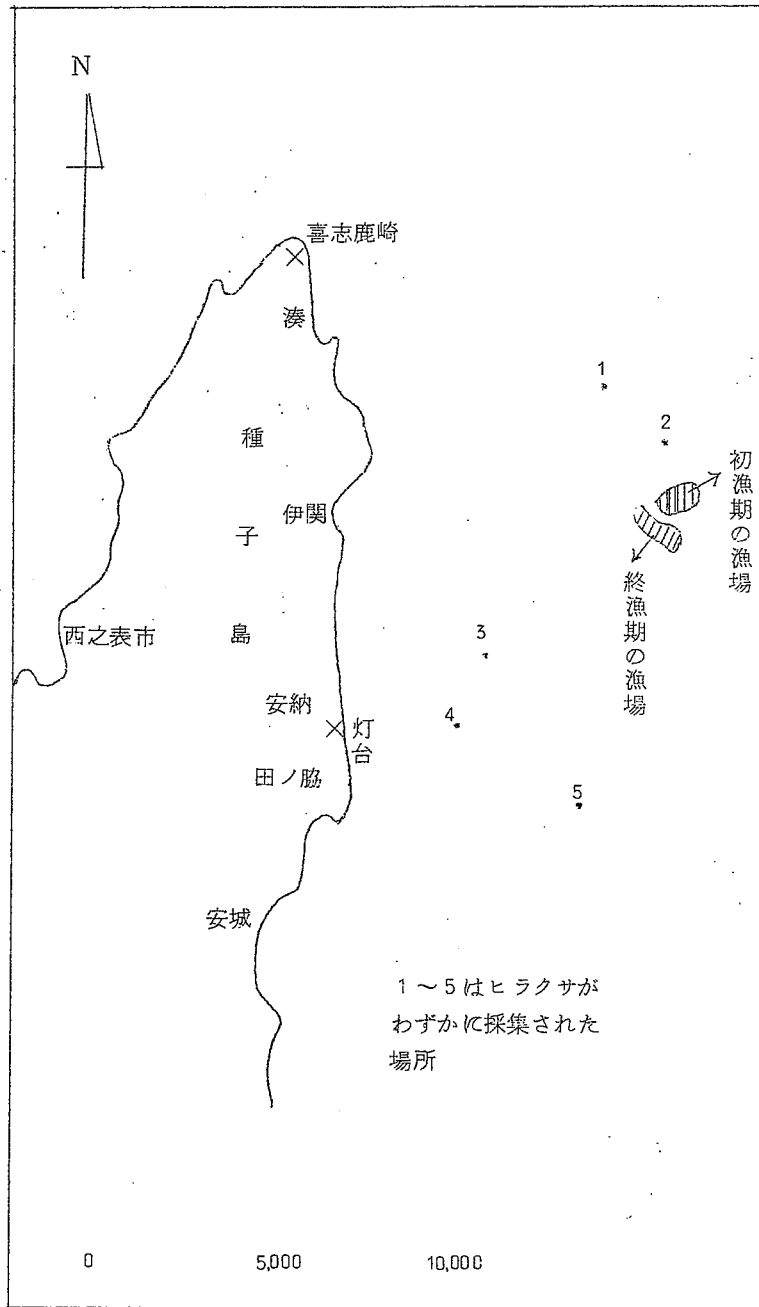 N
喜志鹿崎
湊
1
種
2
初漁期の漁場
伊関
子
終漁期の漁場
西之表市
島
3
安納
灯台
4
田ノ脇
5
安城
1～5はヒラクサが
わずかに採集された
場所
0 5,000 10,000